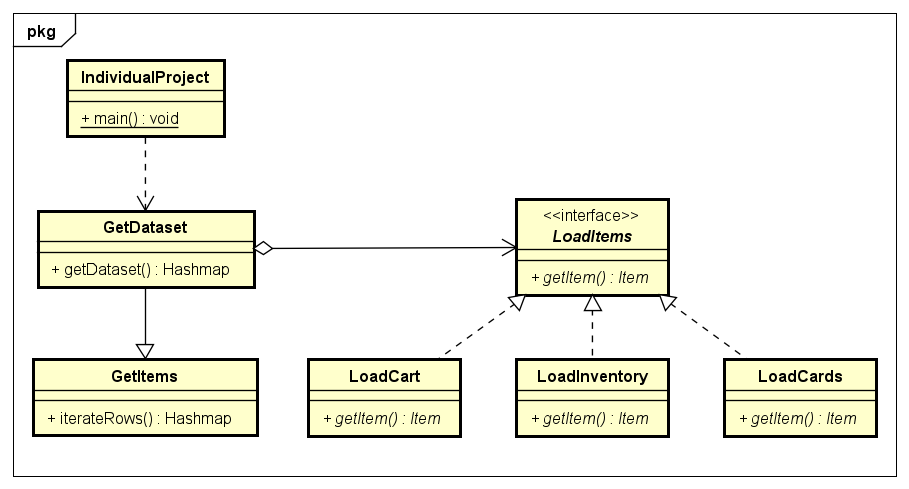 pkg
IndividualProject
+ main() : void
GetDataset
+ getDataset() : Hashmap
<<interface>>
LoadItems
+ getItem() : Item
GetItems
+ iterateRows() : Hashmap
LoadCart
+ getItem() : Item
LoadInventory
+ getItem() : Item
LoadCards
+ getItem() : Item